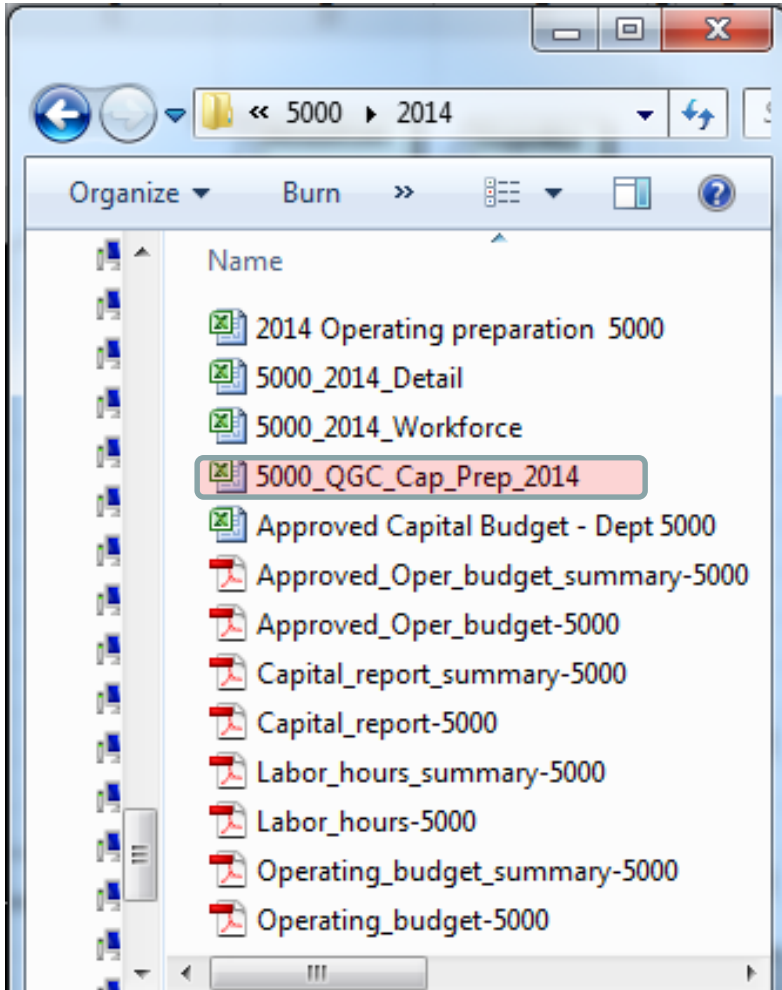 « 5000 ▸ 2014
Organize Burn »
Name
2014 Operating preparation 5000
5000_2014_Detail
5000_2014_Workforce
5000_QGC_Cap_Prep_2014
Approved Capital Budget - Dept 5000
Approved_Oper_budget_summary-5000
Approved_Oper_budget-5000
Capital_report_summary-5000
Capital_report-5000
Labor_hours_summary-5000
Labor_hours-5000
Operating_budget_summary-5000
Operating_budget-5000